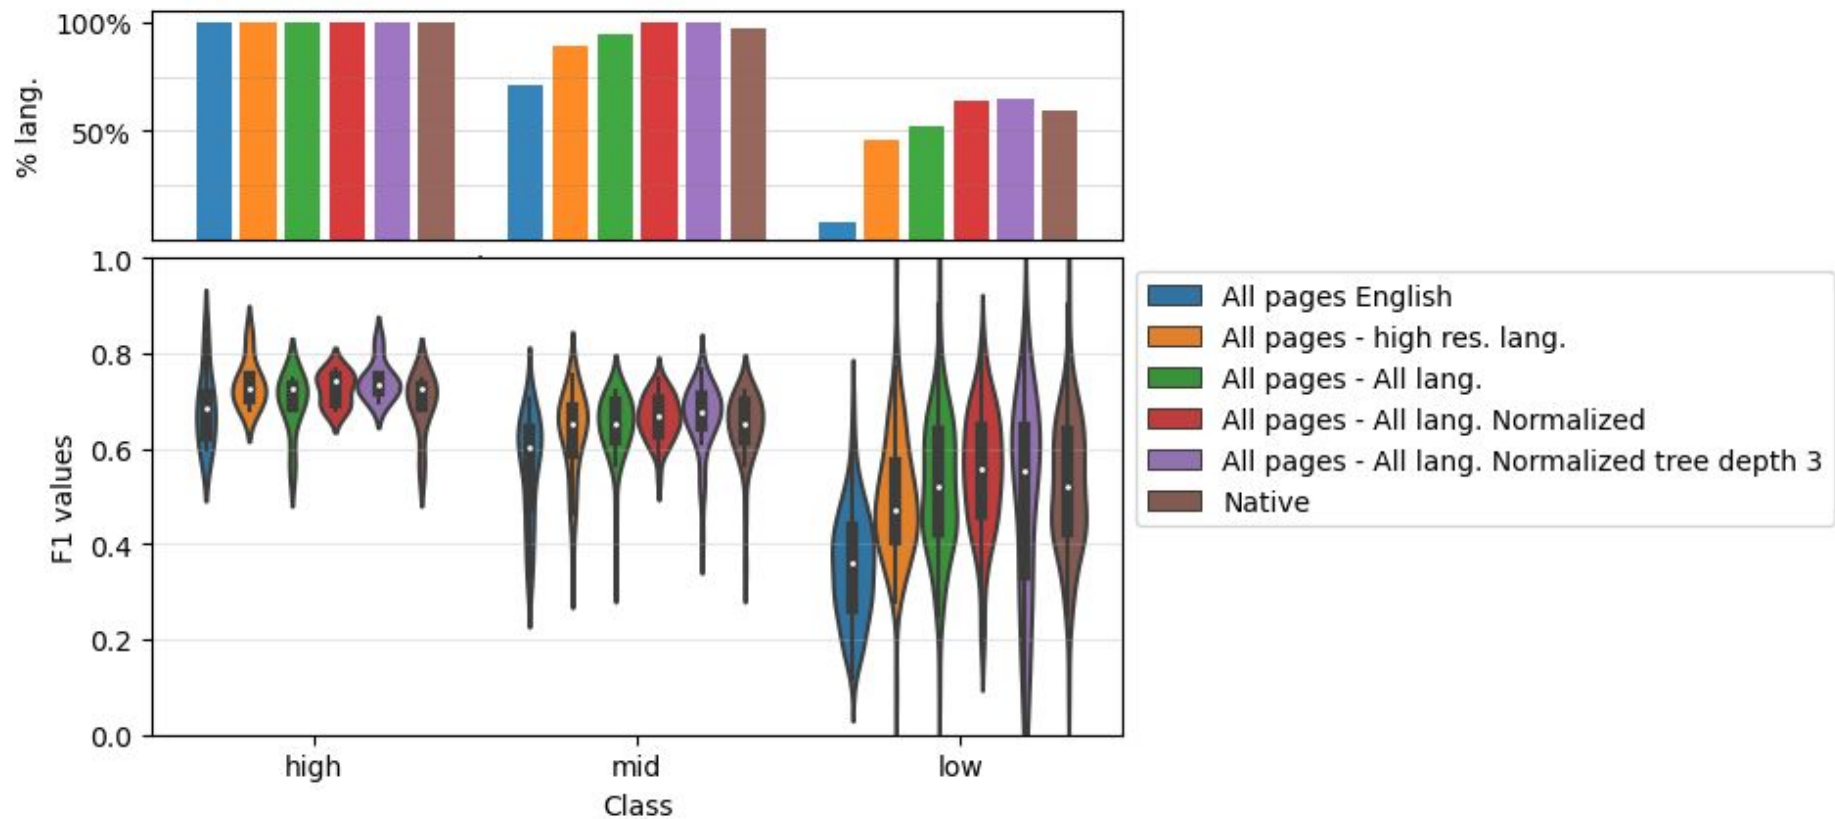 100%
50%
% lang.
1.0
0.8
0.6
0.4
0.2
0.0
F1 values
high
mid
low
Class
All pages English
All pages - high res. lang.
All pages - All lang.
All pages - All lang. Normalized
All pages - All lang. Normalized tree depth 3
Native